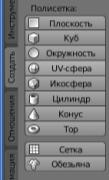 Полисетка:
Плоскость
Куб
Окружность
UV-сфера
Икосфера
Цилиндр
Конус
Тор
Сетка
Обезьяна
Создать
Отношения